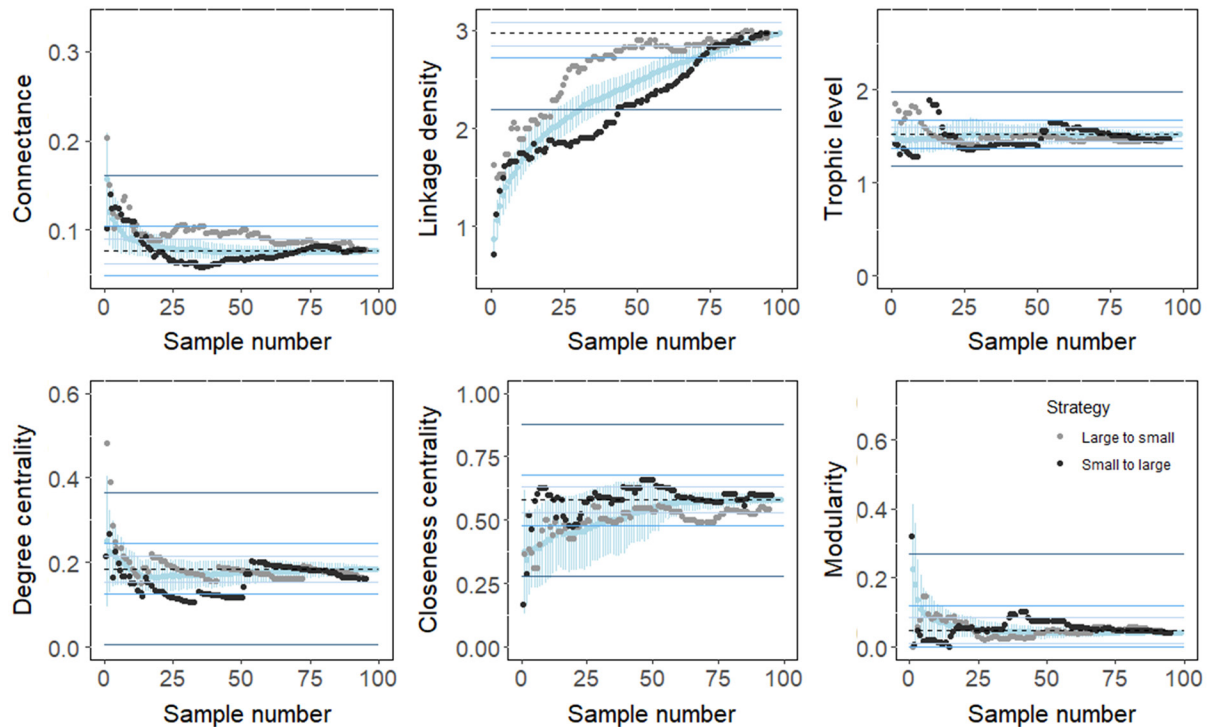 Connectance
0.3
0.2
0.1
0 25 50 75 100
Sample number
Linkage density
3
2
1
0 25 50 75 100
Sample number
Trophic level
2
1
0
0 25 50 75 100
Sample number
Degree centrality
0.6
0.4
0.2
0.0
0 25 50 75 100
Sample number
Closeness centrality
1.00
0.75
0.50
0.25
0.00
0 25 50 75 100
Sample number
Modularity
0.6
0.4
0.2
0.0
0 25 50 75 100
Sample number
Strategy
Large to small
Small to large